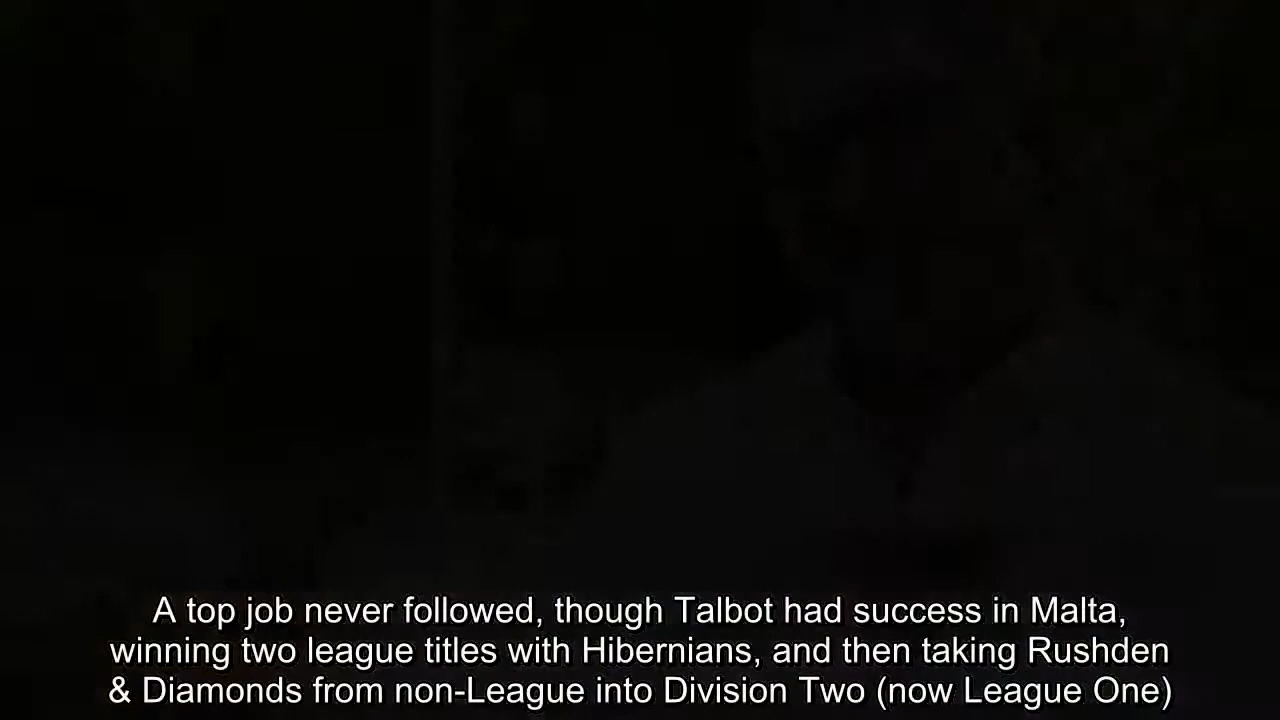 A top job never followed, though Talbot had success in Malta,
winning two league titles with Hibernians, and then taking Rushden
& Diamonds from non-League into Division Two (now League One)